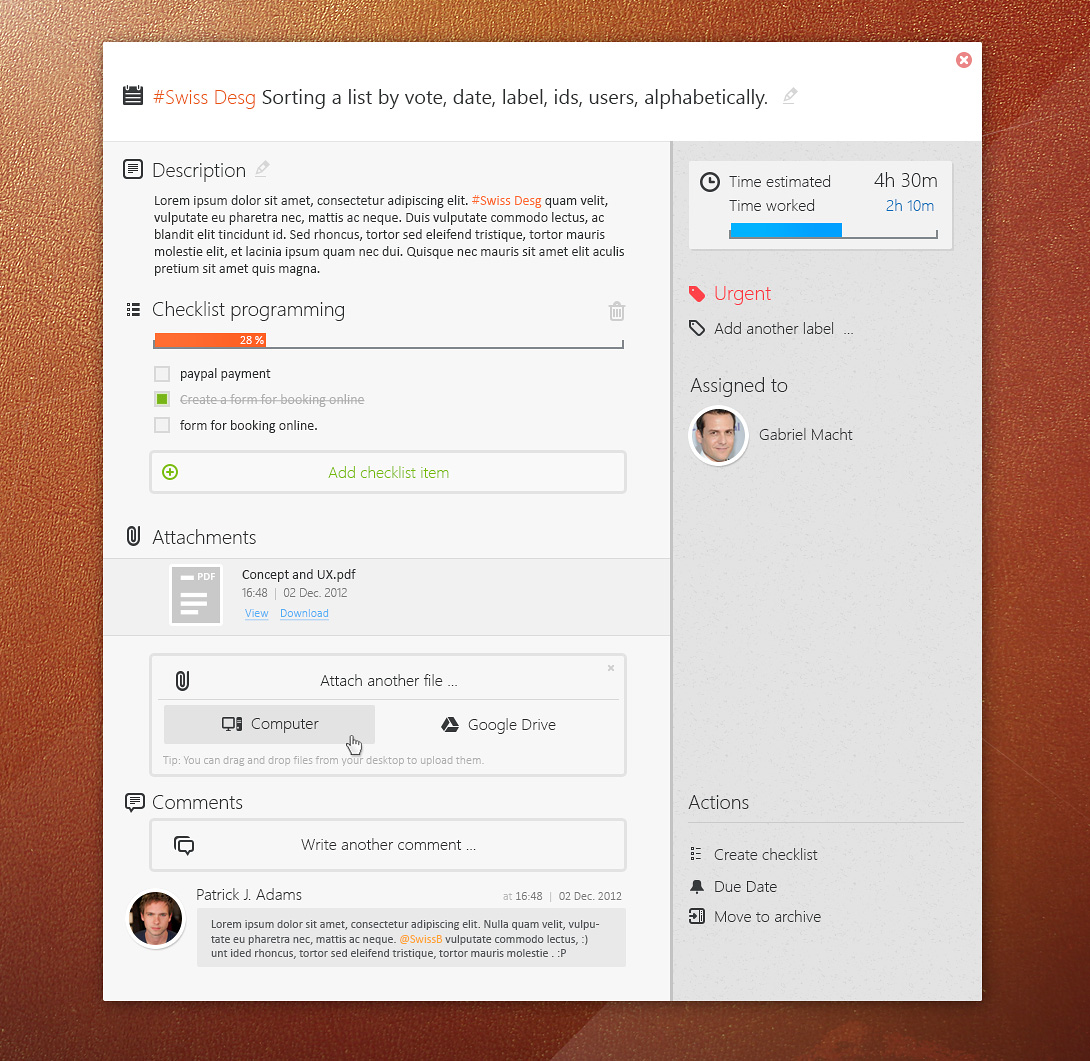 #Swiss Desg Sorting a list by vote, date, label, ids, users, alphabetically.
Description
Lorem ipsum dolor sit amet, consectetur adipiscing elit. #Swiss Desg quam velit,
vulputate eu pharetra nec, mattis ac neque. Duis vulputate commodo lectus, ac
blandit elit tincidunt id. Sed rhoncus, tortor sed eleifend tristique, tortor mauris
molestie elit, et lacinia ipsum quam nec dui. Quisque nec mauris sit amet elit aculis
pretium sit amet quis magna.
Checklist programming
28 %
paypal payment
Create a form for booking online
form for booking online.
Add checklist item
Attachments
PDF
Concept and UX.pdf
16:48 | 02 Dec. 2012
View Download
Attach another file ...
Computer
Google Drive
Tip: You can drag and drop files from your desktop to upload them.
Comments
Write another comment ...
Patrick J. Adams
at 16:48 | 02 Dec. 2012
Lorem ipsum dolor sit amet, consectetur adipiscing elit. Nulla quam velit, vulpu-
tate eu pharetra nec, mattis ac neque. @SwissB vulputate commodo lectus, :)
unt ided rhoncus, tortor sed eleifend tristique, tortor mauris molestie . :P
Time estimated 4h 30m
Time worked 2h 10m
Urgent
Add another label ...
Assigned to
Gabriel Macht
Actions
Create checklist
Due Date
Move to archive